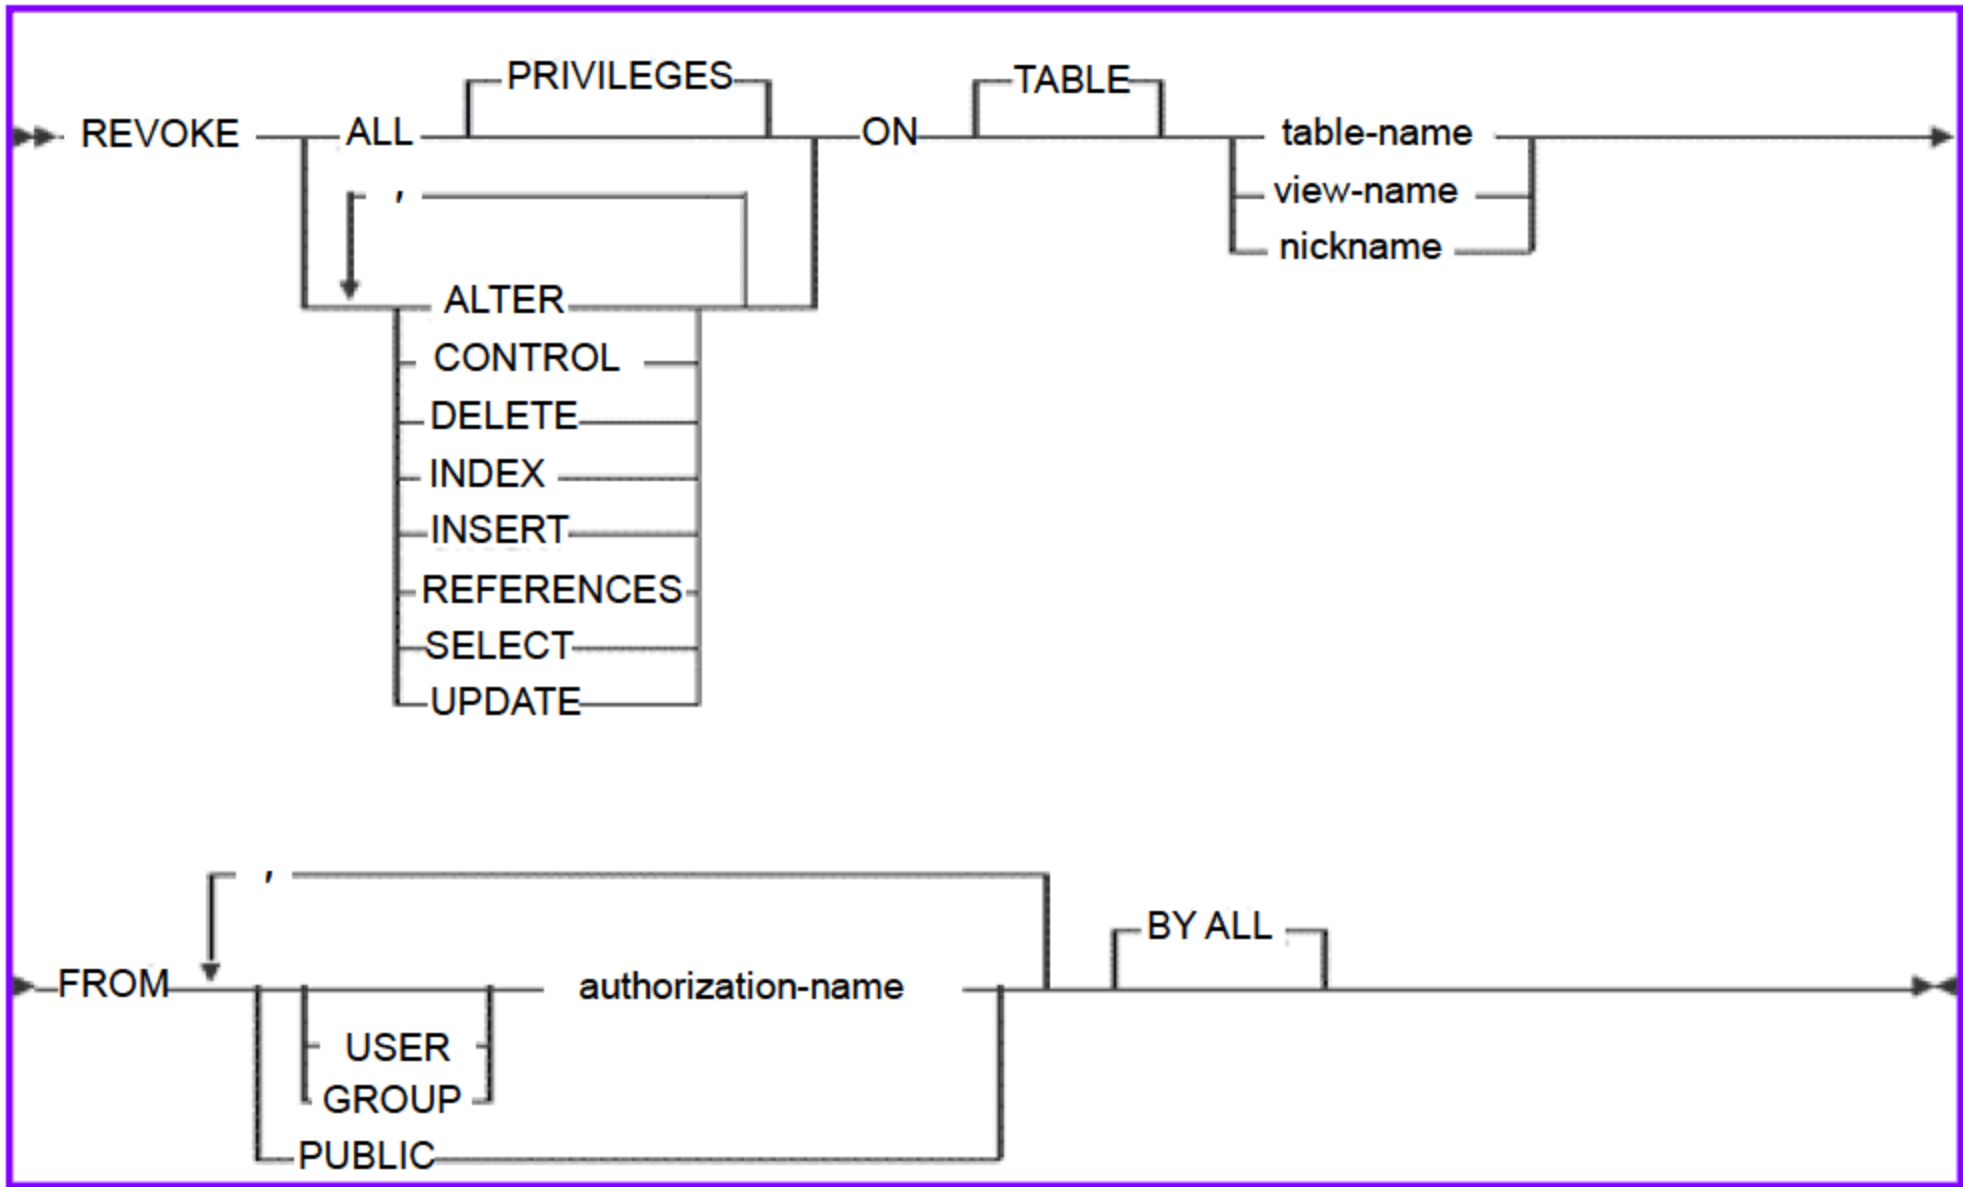 PRIVILEGES TABLE
REVOKE ALL ON table-name
, view-name
nickname
ALTER
CONTROL
DELETE
INDEX
INSERT
REFERENCES
SELECT
UPDATE
,
BY ALL
FROM authorization-name
USER
GROUP
PUBLIC